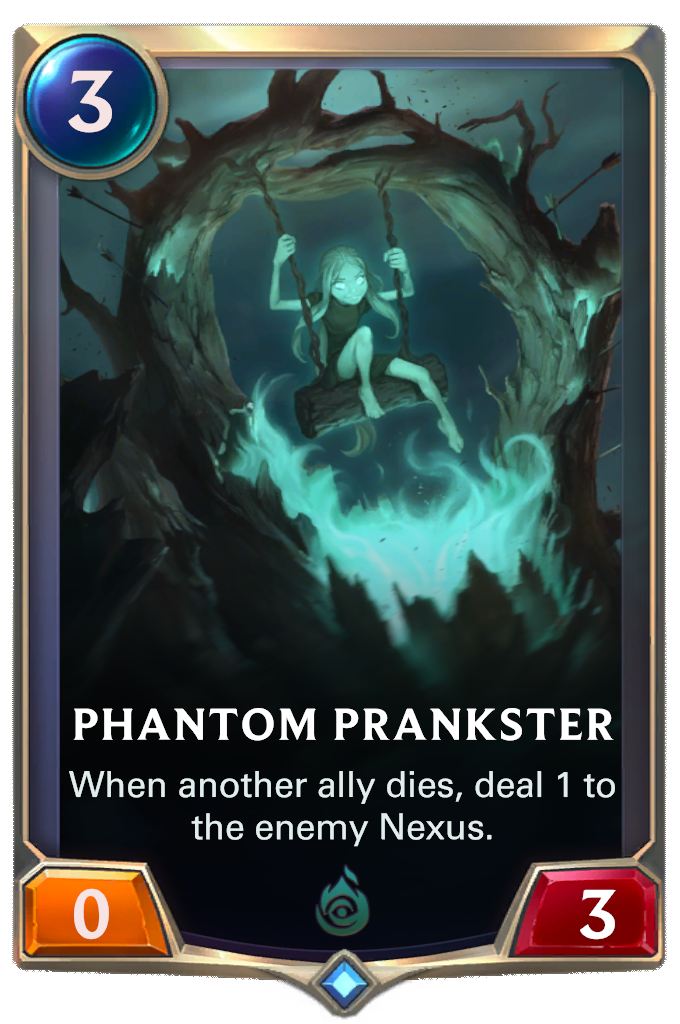 3
PHANTOM PRANKSTER
When another ally dies, deal 1 to
the enemy Nexus.
0
3